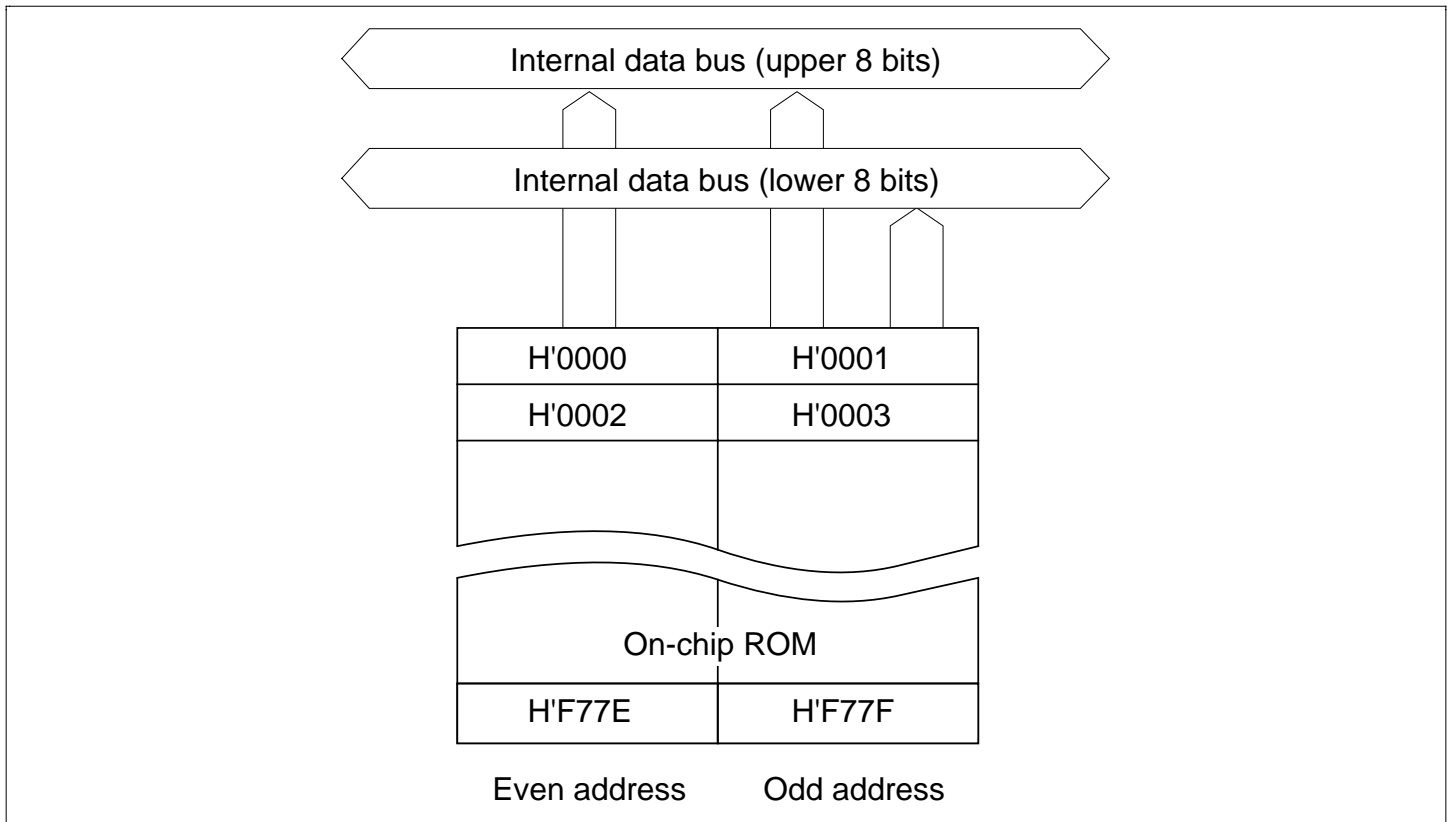 Internal data bus (upper 8 bits)
Internal data bus (lower 8 bits)
H'0000 H'0001
H'0002 H'0003
On-chip ROM
H'F77E H'F77F
Even address Odd address